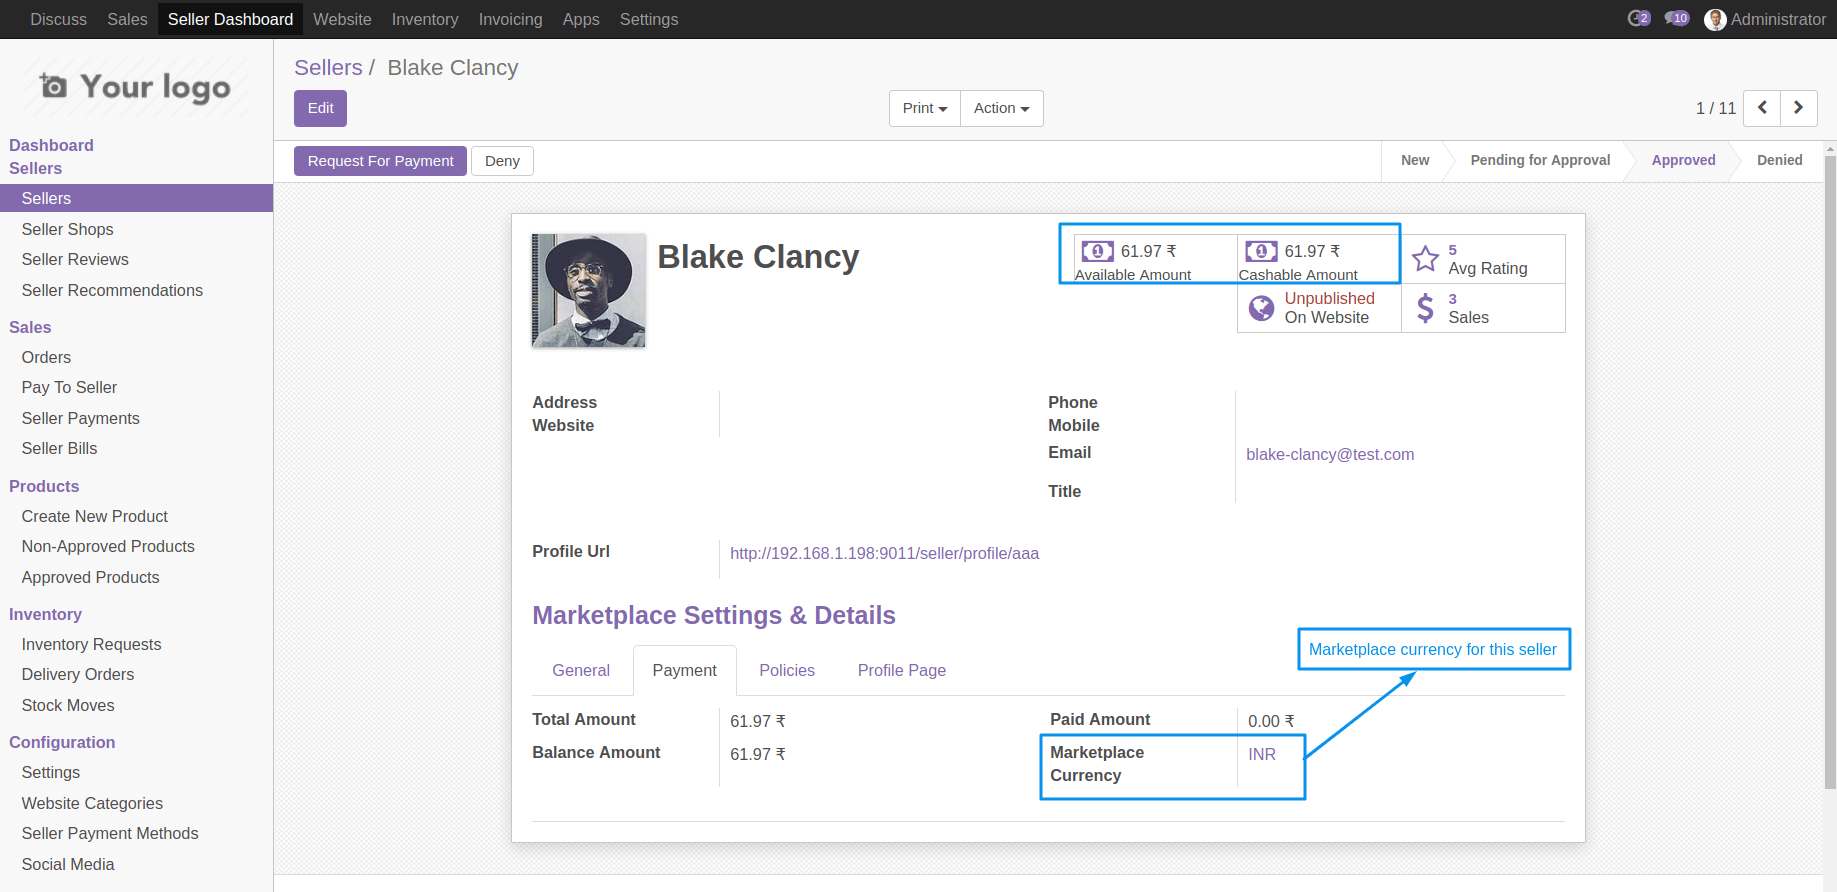 Discuss Sales Seller Dashboard Website Inventory Invoicing Apps Settings 2 10 Administrator
Your logo
Sellers / Blake Clancy
Edit Print Action 1 / 11
Request For Payment Deny New Pending for Approval Approved Denied
Dashboard
Sellers
Sellers
Seller Shops
Seller Reviews
Seller Recommendations
Sales
Orders
Pay To Seller
Seller Payments
Seller Bills
Products
Create New Product
Non-Approved Products
Approved Products
Inventory
Inventory Requests
Delivery Orders
Stock Moves
Configuration
Settings
Website Categories
Seller Payment Methods
Social Media
Blake Clancy
1 61.97 ₹
Available Amount
1 61.97 ₹
Cashable Amount
5
Avg Rating
Unpublished
On Website
3
Sales
Address
Website
Phone
Mobile
Email blake-clancy@test.com
Title
Profile Url http://192.168.1.198:9011/seller/profile/aaa
Marketplace Settings & Details
Marketplace currency for this seller
General Payment Policies Profile Page
Total Amount 61.97 ₹
Balance Amount 61.97 ₹
Paid Amount 0.00 ₹
Marketplace INR
Currency